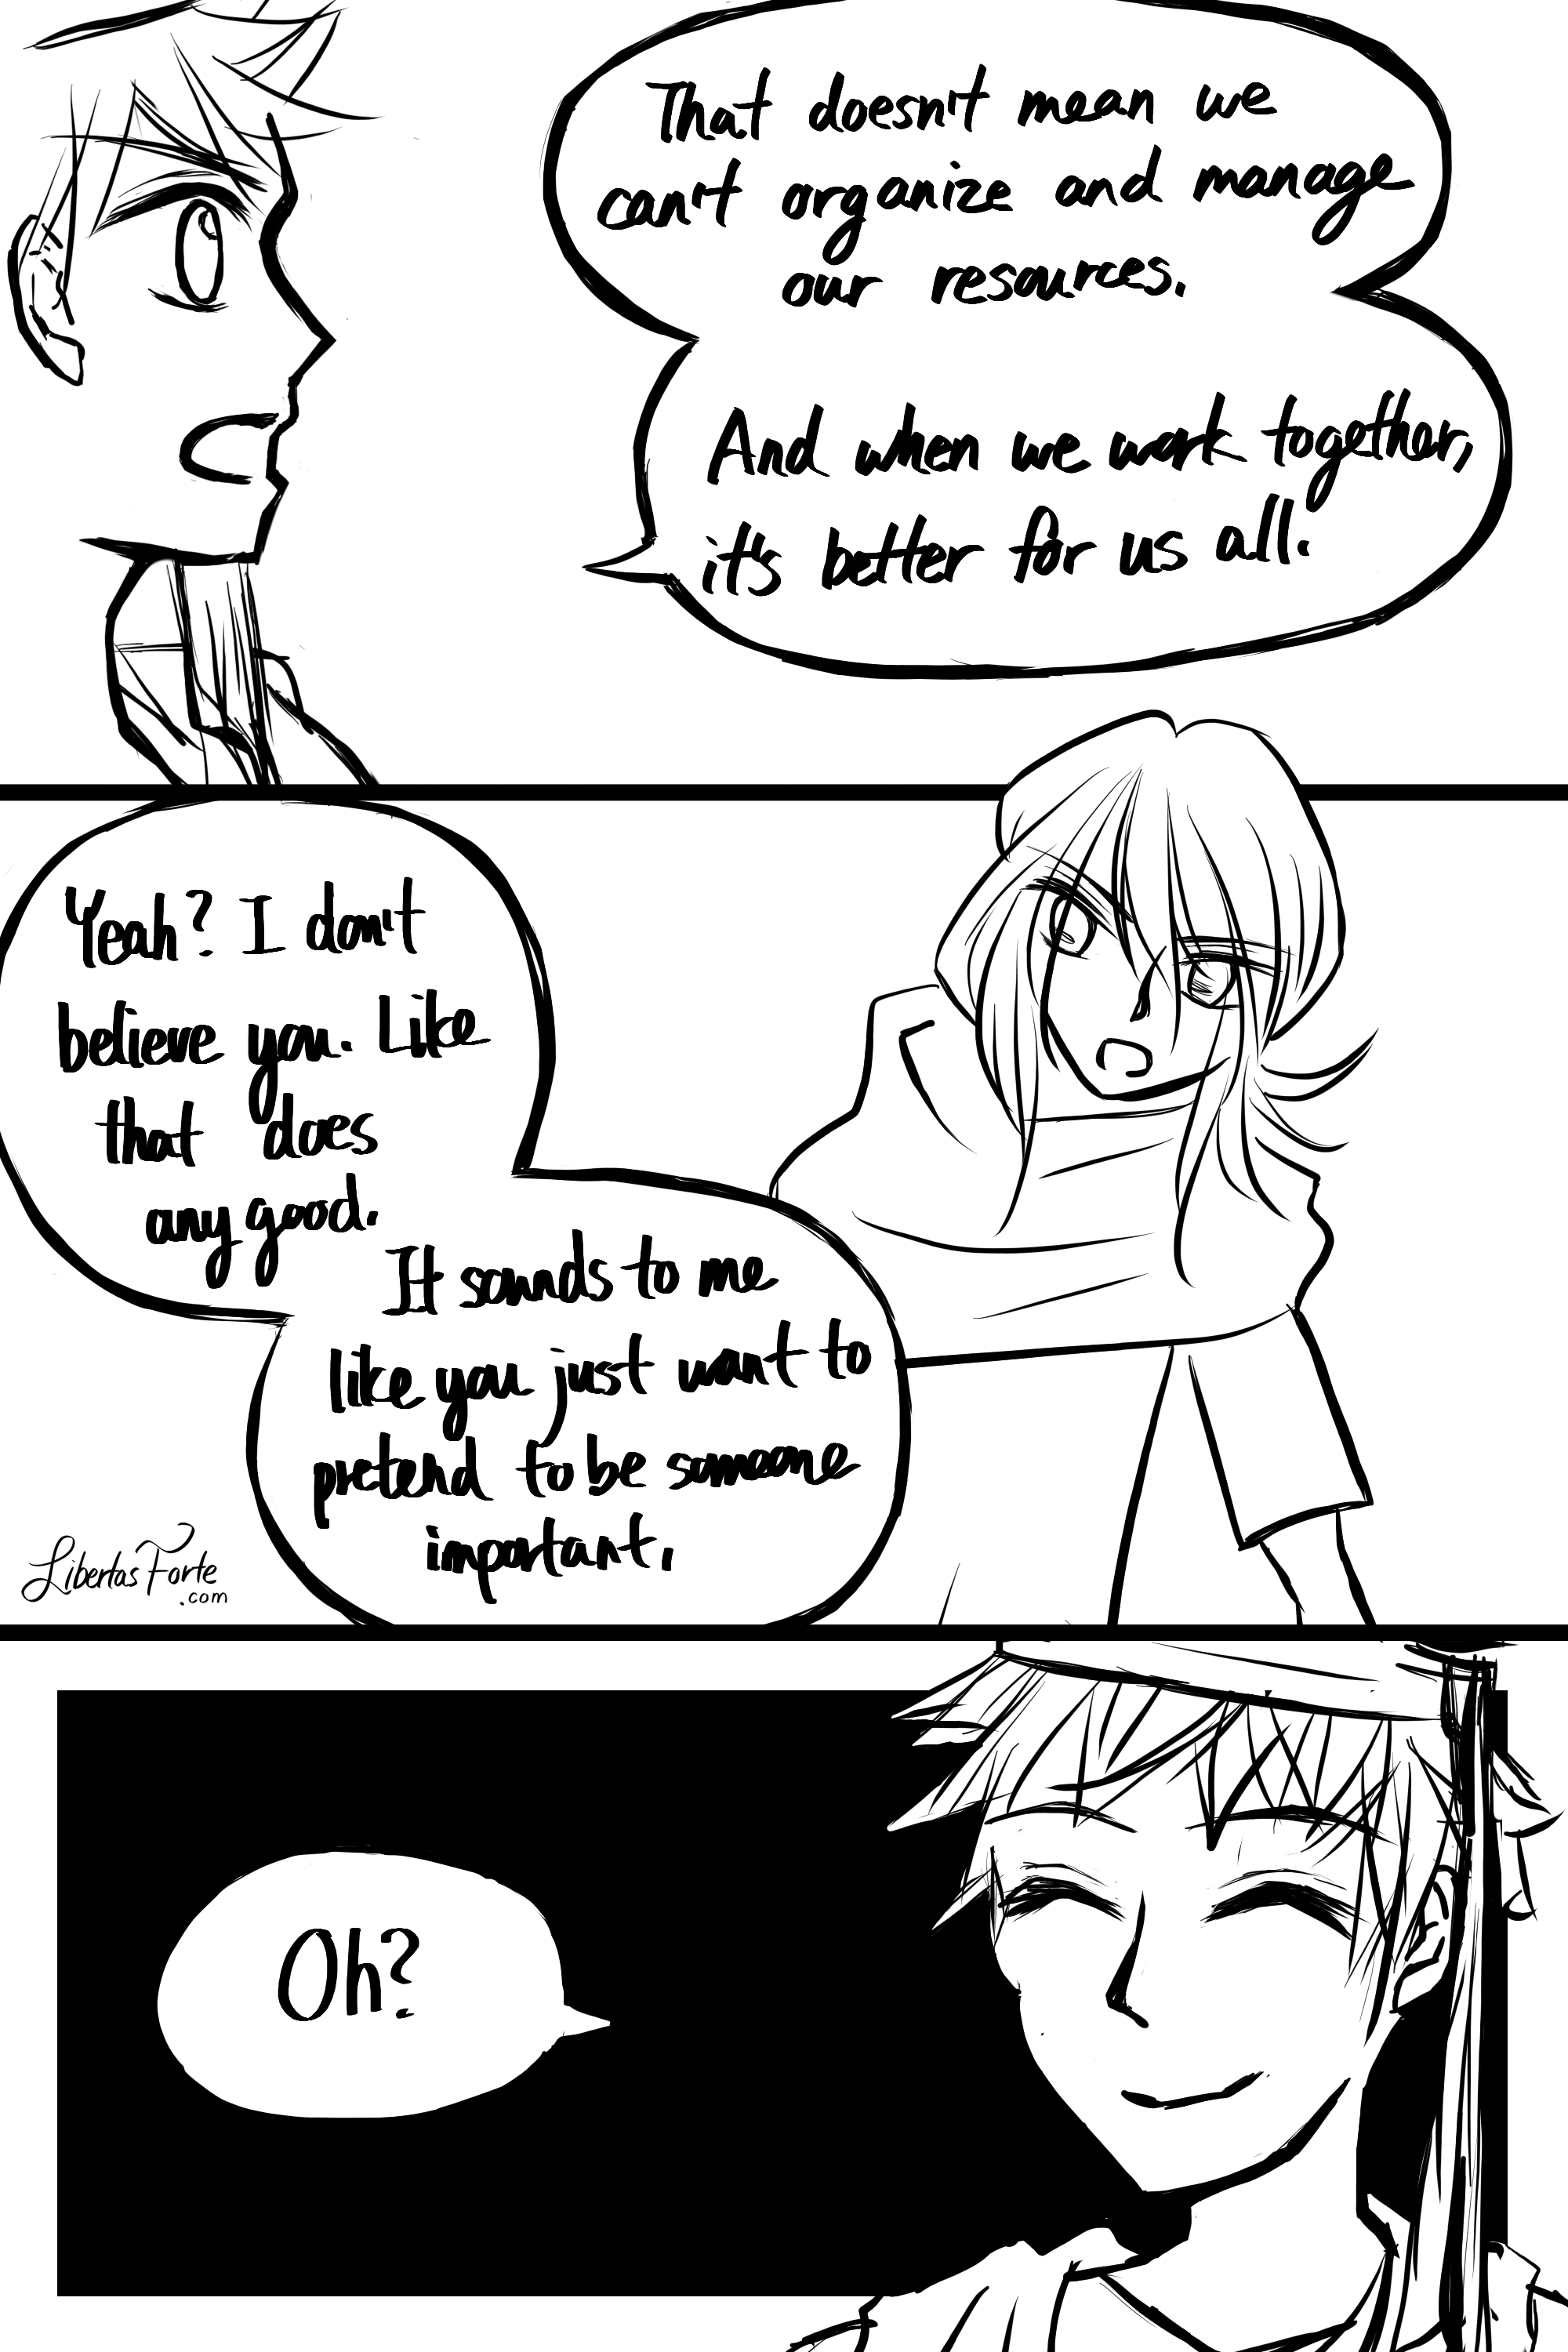 That doesn't mean we
can't organize and manage
our resources.
And when we work together,
it's better for us all.
Yeah? I don't
believe you. Like
that does
any good.
It sounds to me
like you just want to
pretend to be someone
important.
LibertasForte
.com
Oh?